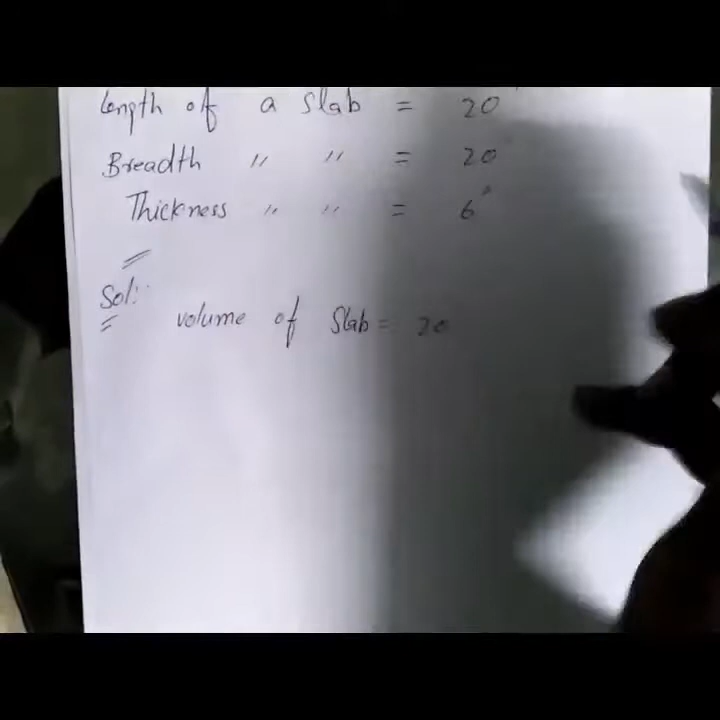 Length of a Slab = 20'
Breadth " " = 20
Thickness " " = 6"
Sol:-
volume of Slab = 20